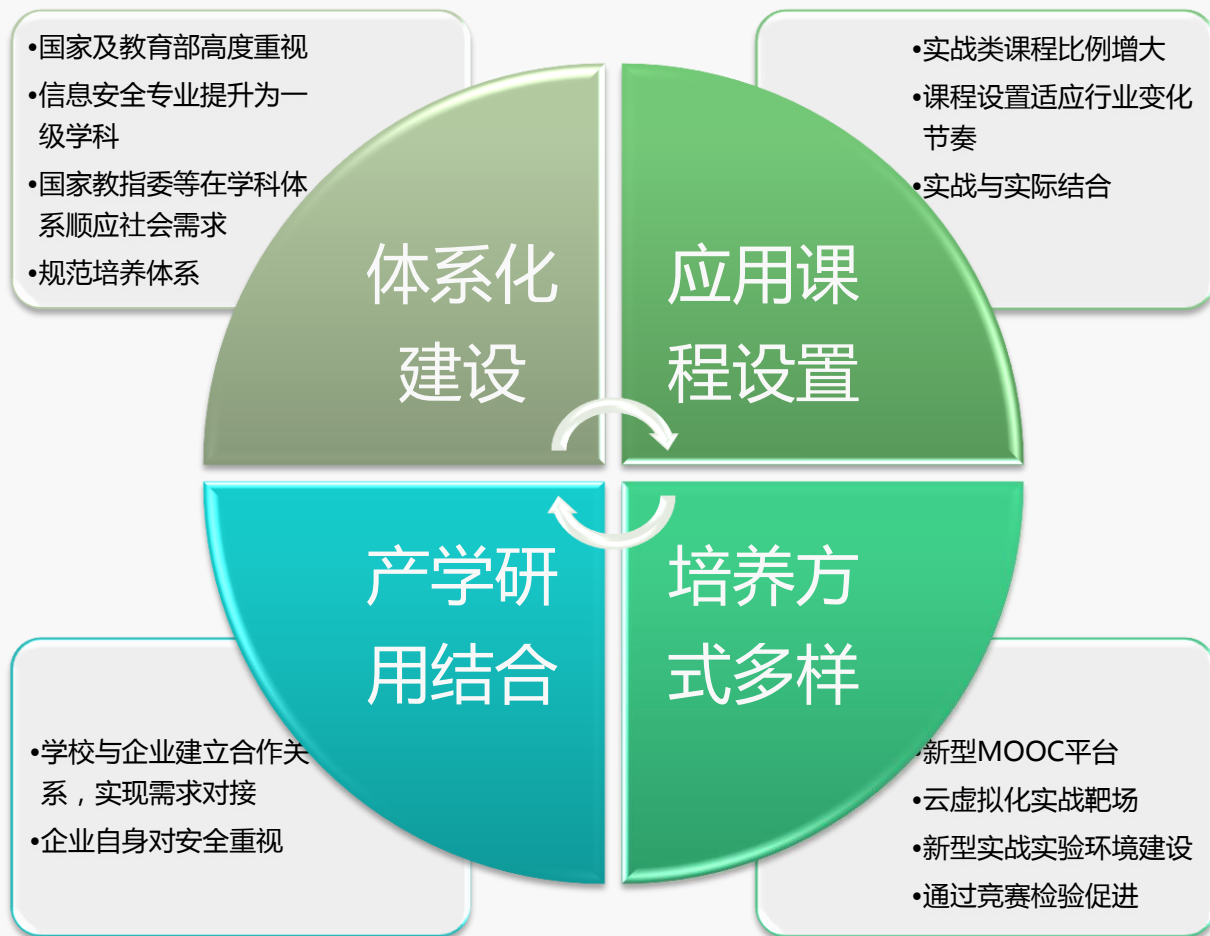 •国家及教育部高度重视
•信息安全专业提升为一
级学科
•国家教指委等在学科体
系顺应社会需求
•规范培养体系
•实战类课程比例增大
•课程设置适应行业变化
节奏
•实战与实际结合
体系化
建设
应用课
程设置
产学研
用结合
培养方
式多样
•学校与企业建立合作关
系，实现需求对接
•企业自身对安全重视
•新型MOOC平台
•云虚拟化实战靶场
•新型实战实验环境建设
•通过竞赛检验促进